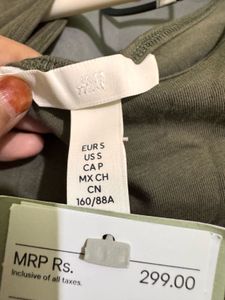 EUR S
US S
CA P
MX CH
CN
160/88A
MRP Rs.
Inclusive of all taxes.
299.00